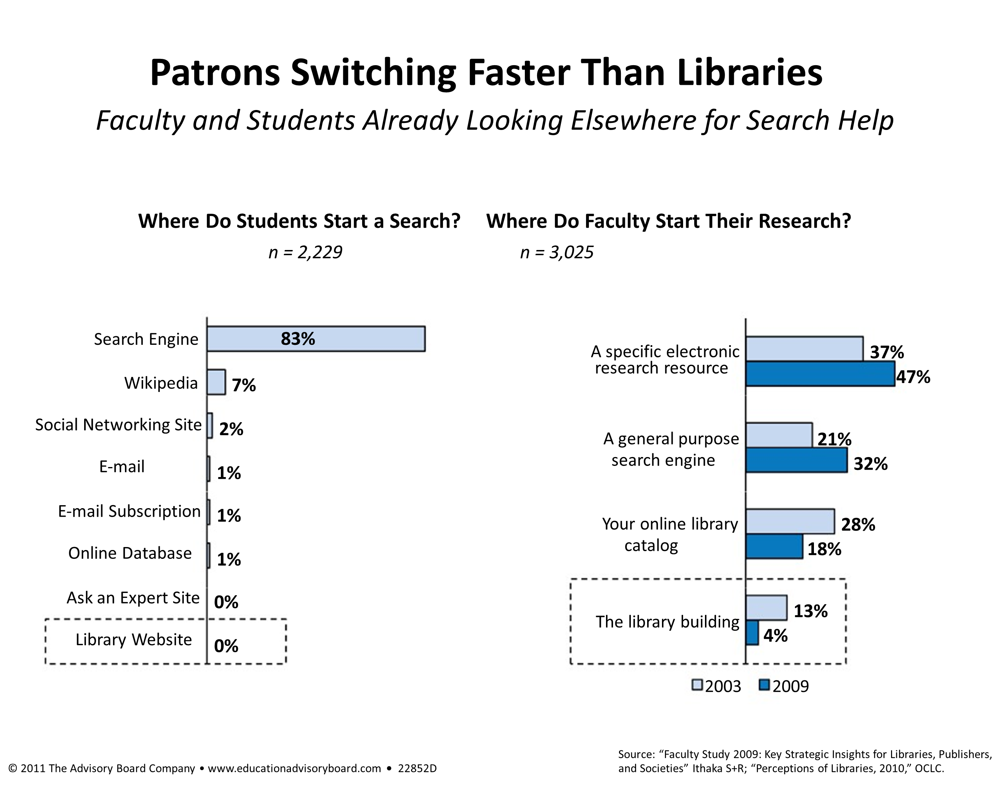 Patrons Switching Faster Than Libraries
Faculty and Students Already Looking Elsewhere for Search Help
Where Do Students Start a Search?
n = 2,229
Search Engine 83%
Wikipedia 7%
Social Networking Site 2%
E-mail 1%
E-mail Subscription 1%
Online Database 1%
Ask an Expert Site 0%
Library Website 0%
Where Do Faculty Start Their Research?
n = 3,025
A specific electronic 37%
research resource 47%
A general purpose 21%
search engine 32%
Your online library 28%
catalog 18%
13%
The library building
4%
2003 2009
© 2011 The Advisory Board Company • www.educationadvisoryboard.com • 22852D
Source: “Faculty Study 2009: Key Strategic Insights for Libraries, Publishers,
and Societies” Ithaka S+R; “Perceptions of Libraries, 2010,” OCLC.